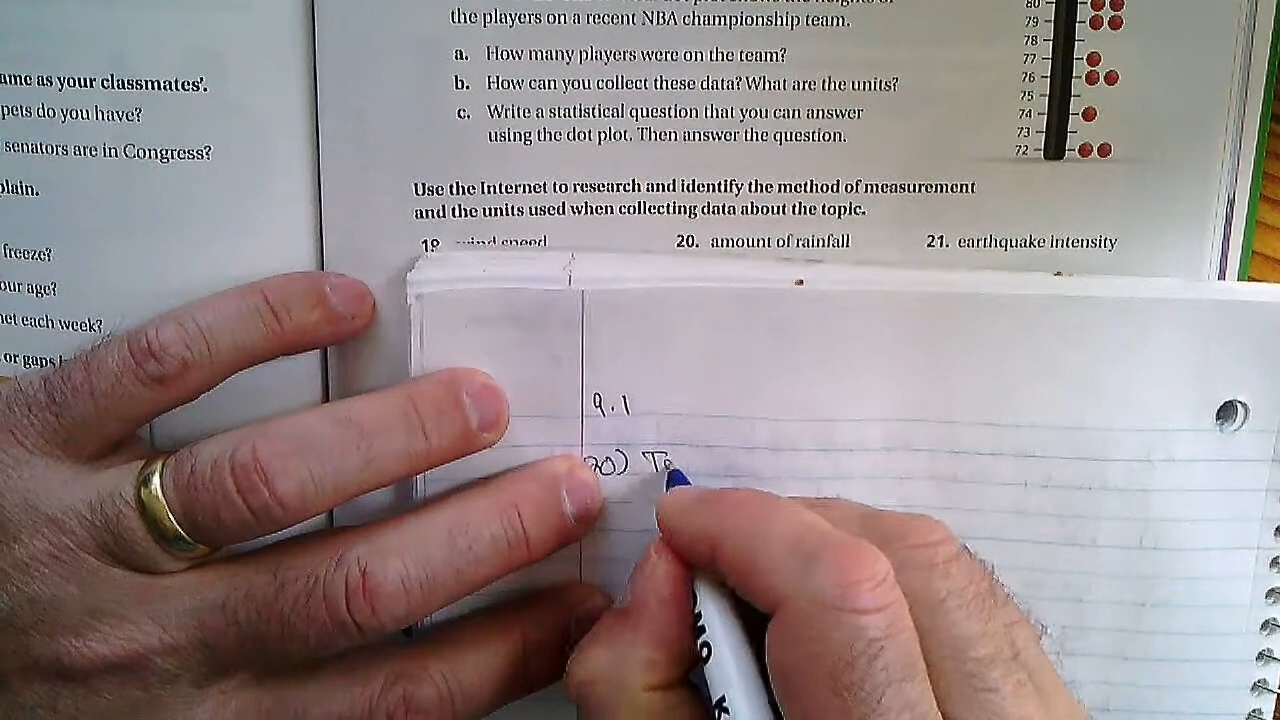 ame as your classmates'.
pets do you have?
senators are in Congress?
plain.
freeze?
our age?
net each week?
or gaps
the players on a recent NBA championship team.
a. How many players were on the team?
b. How can you collect these data? What are the units?
c. Write a statistical question that you can answer
using the dot plot. Then answer the question.
80
79
78
77
76
75
74
73
72
Use the Internet to research and identify the method of measurement
and the units used when collecting data about the topic.
19. wind speed
20. amount of rainfall
21. earthquake intensity
9.1
20) T